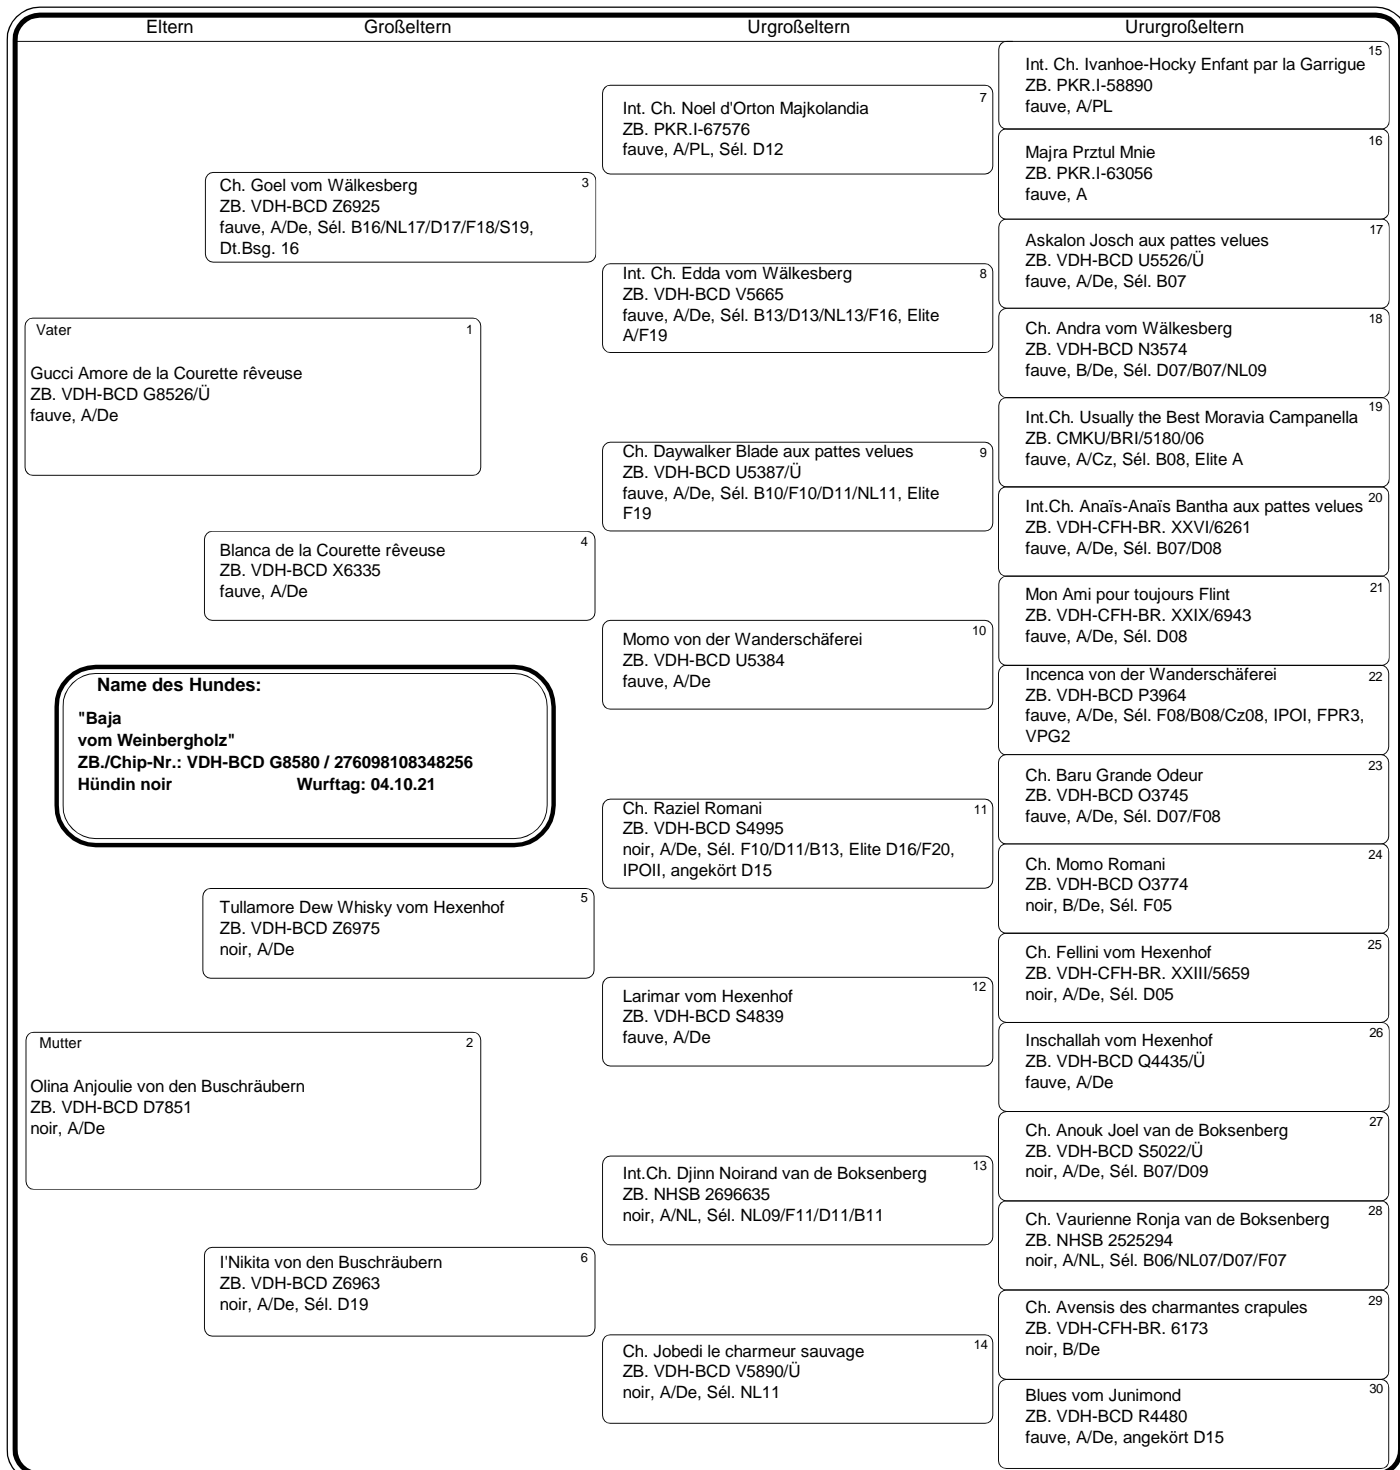 Eltern Großeltern Urgroßeltern Ururgroßeltern
Vater 1
Gucci Amore de la Courette rêveuse
ZB. VDH-BCD G8526/Ü
fauve, A/De
Name des Hundes:
"Baja
vom Weinbergholz"
ZB./Chip-Nr.: VDH-BCD G8580 / 276098108348256
Hündin noir Wurftag: 04.10.21
Mutter 2
Olina Anjoulie von den Buschräubern
ZB. VDH-BCD D7851
noir, A/De
Ch. Goel vom Wälkesberg 3
ZB. VDH-BCD Z6925
fauve, A/De, Sél. B16/NL17/D17/F18/S19,
Dt.Bsg. 16
Blanca de la Courette rêveuse 4
ZB. VDH-BCD X6335
fauve, A/De
Tullamore Dew Whisky vom Hexenhof 5
ZB. VDH-BCD Z6975
noir, A/De
I'Nikita von den Buschräubern 6
ZB. VDH-BCD Z6963
noir, A/De, Sél. D19
Int. Ch. Noel d'Orton Majkolandia 7
ZB. PKR.I-67576
fauve, A/PL, Sél. D12
Int. Ch. Edda vom Wälkesberg 8
ZB. VDH-BCD V5665
fauve, A/De, Sél. B13/D13/NL13/F16, Elite
A/F19
Ch. Daywalker Blade aux pattes velues 9
ZB. VDH-BCD U5387/Ü
fauve, A/De, Sél. B10/F10/D11/NL11, Elite
F19
Momo von der Wanderschäferei 10
ZB. VDH-BCD U5384
fauve, A/De
Ch. Raziel Romani 11
ZB. VDH-BCD S4995
noir, A/De, Sél. F10/D11/B13, Elite D16/F20,
IPOII, angekört D15
Larimar vom Hexenhof 12
ZB. VDH-BCD S4839
fauve, A/De
Int.Ch. Djinn Noirand van de Boksenberg 13
ZB. NHSB 2696635
noir, A/NL, Sél. NL09/F11/D11/B11
Ch. Jobedi le charmeur sauvage 14
ZB. VDH-BCD V5890/Ü
noir, A/De, Sél. NL11
Int. Ch. Ivanhoe-Hocky Enfant par la Garrigue 15
ZB. PKR.I-58890
fauve, A/PL
Majra Prztul Mnie 16
ZB. PKR.I-63056
fauve, A
Askalon Josch aux pattes velues 17
ZB. VDH-BCD U5526/Ü
fauve, A/De, Sél. B07
Ch. Andra vom Wälkesberg 18
ZB. VDH-BCD N3574
fauve, B/De, Sél. D07/B07/NL09
Int.Ch. Usually the Best Moravia Campanella 19
ZB. CMKU/BRI/5180/06
fauve, A/Cz, Sél. B08, Elite A
Int.Ch. Anaïs-Anaïs Bantha aux pattes velues 20
ZB. VDH-CFH-BR. XXVI/6261
fauve, A/De, Sél. B07/D08
Mon Ami pour toujours Flint 21
ZB. VDH-CFH-BR. XXIX/6943
fauve, A/De, Sél. D08
Incenca von der Wanderschäferei 22
ZB. VDH-BCD P3964
fauve, A/De, Sél. F08/B08/Cz08, IPOI, FPR3,
VPG2
Ch. Baru Grande Odeur 23
ZB. VDH-BCD O3745
fauve, A/De, Sél. D07/F08
Ch. Momo Romani 24
ZB. VDH-BCD O3774
noir, B/De, Sél. F05
Ch. Fellini vom Hexenhof 25
ZB. VDH-CFH-BR. XXIII/5659
noir, A/De, Sél. D05
Inschallah vom Hexenhof 26
ZB. VDH-BCD Q4435/Ü
fauve, A/De
Ch. Anouk Joel van de Boksenberg 27
ZB. VDH-BCD S5022/Ü
noir, A/De, Sél. B07/D09
Ch. Vaurienne Ronja van de Boksenberg 28
ZB. NHSB 2525294
noir, A/NL, Sél. B06/NL07/D07/F07
Ch. Avensis des charmantes crapules 29
ZB. VDH-CFH-BR. 6173
noir, B/De
Blues vom Junimond 30
ZB. VDH-BCD R4480
fauve, A/De, angekört D15